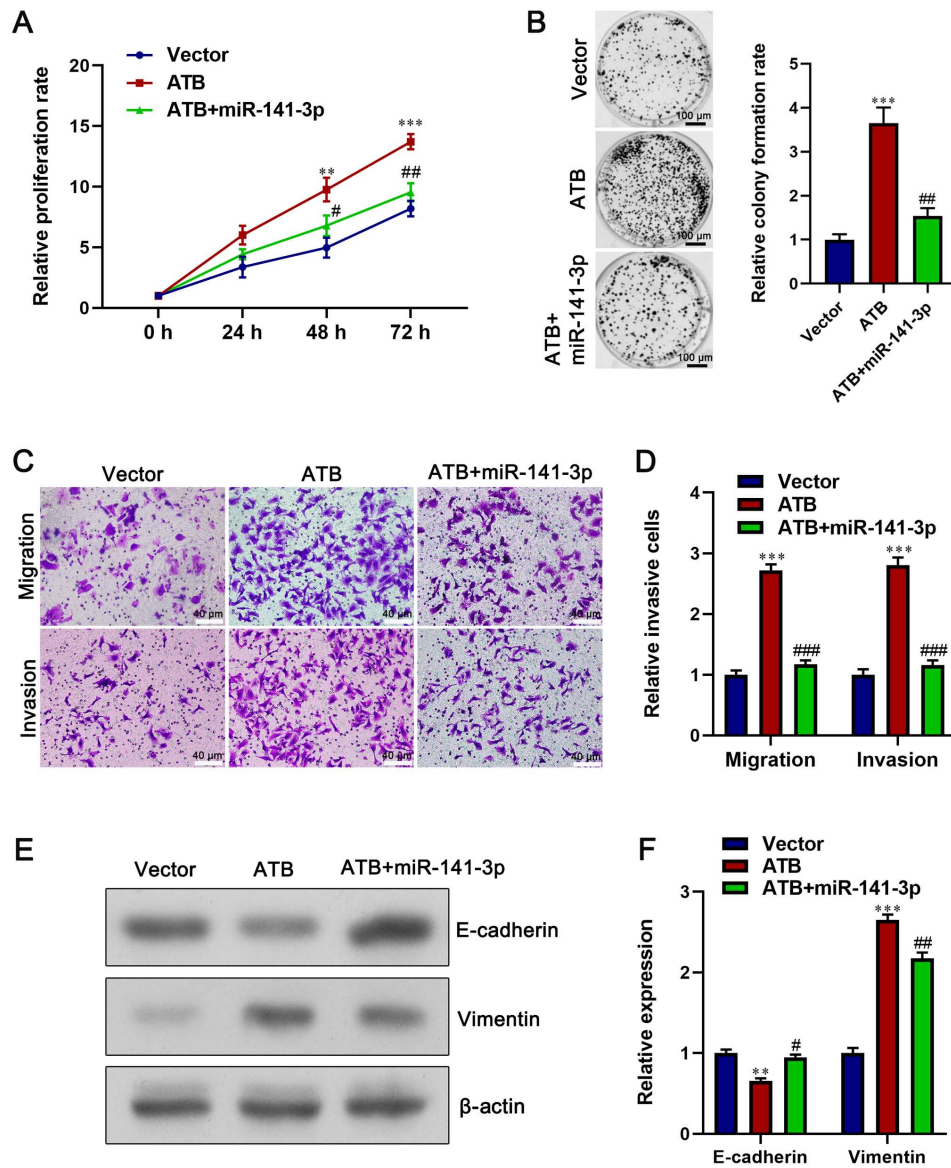 A
Vector
ATB
ATB+miR-141-3p
Relative proliferation rate
20
15
10
5
0
**
***
#
##
0 h
24 h
48 h
72 h
B
Vector
100 μm
ATB
100 μm
ATB+
miR-141-3p
100 μm
Relative colony formation rate
5
4
3
2
1
0
***
##
Vector
ATB
ATB+miR-141-3p
C
Vector
ATB
ATB+miR-141-3p
Migration
40 μm
40 μm
40 μm
Invasion
40 μm
40 μm
40 μm
D
Vector
ATB
ATB+miR-141-3p
Relative invasive cells
4
3
2
1
0
***
###
***
###
Migration
Invasion
E
Vector
ATB
ATB+miR-141-3p
E-cadherin
Vimentin
β-actin
F
Vector
ATB
ATB+miR-141-3p
Relative expression
3
2
1
0
**
#
***
##
E-cadherin
Vimentin